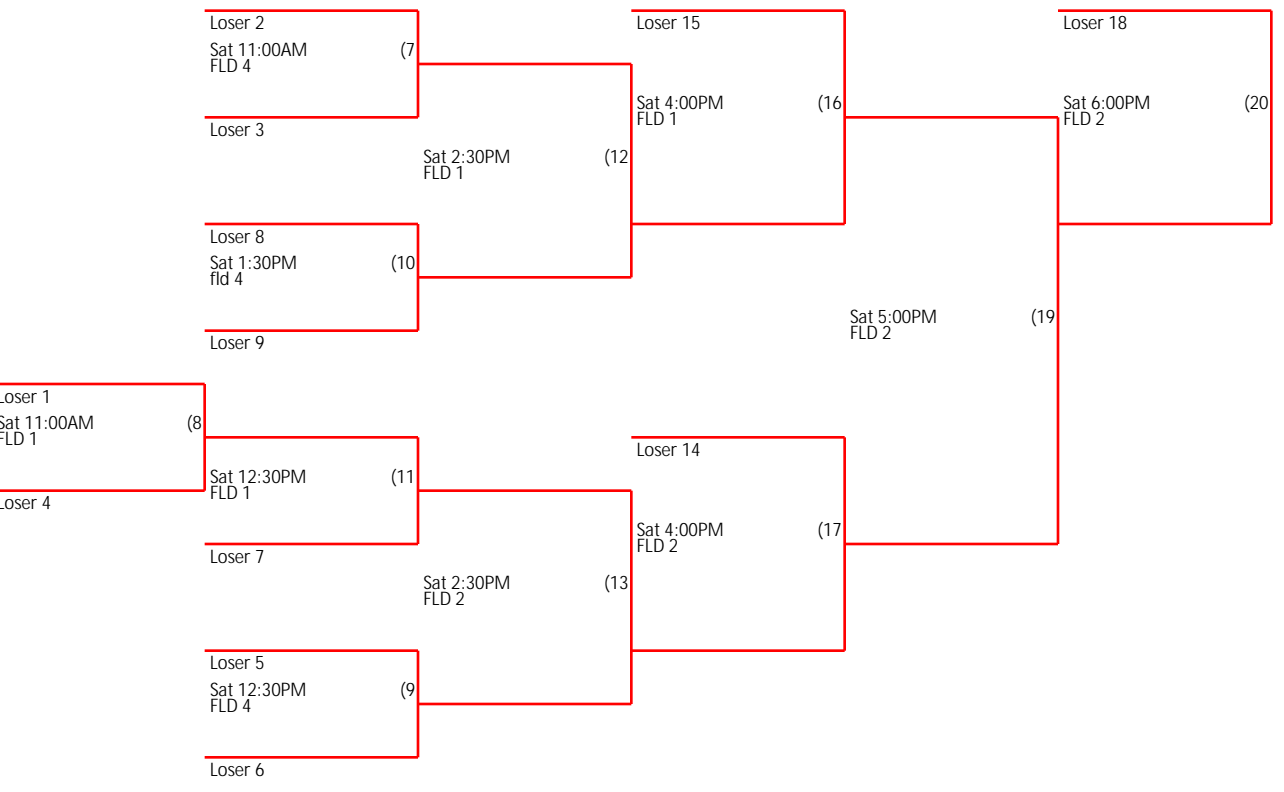 Loser 2
Sat 11:00AM (7
FLD 4
Loser 3
Loser 15
Sat 4:00PM (16
FLD 1
Loser 18
Sat 6:00PM (20
FLD 2
Sat 2:30PM (12
FLD 1
Loser 8
Sat 1:30PM (10
fld 4
Loser 9
Sat 5:00PM (19
FLD 2
Loser 1
Sat 11:00AM (8
FLD 1
Loser 4
Sat 12:30PM (11
FLD 1
Loser 7
Loser 14
Sat 4:00PM (17
FLD 2
Sat 2:30PM (13
FLD 2
Loser 5
Sat 12:30PM (9
FLD 4
Loser 6